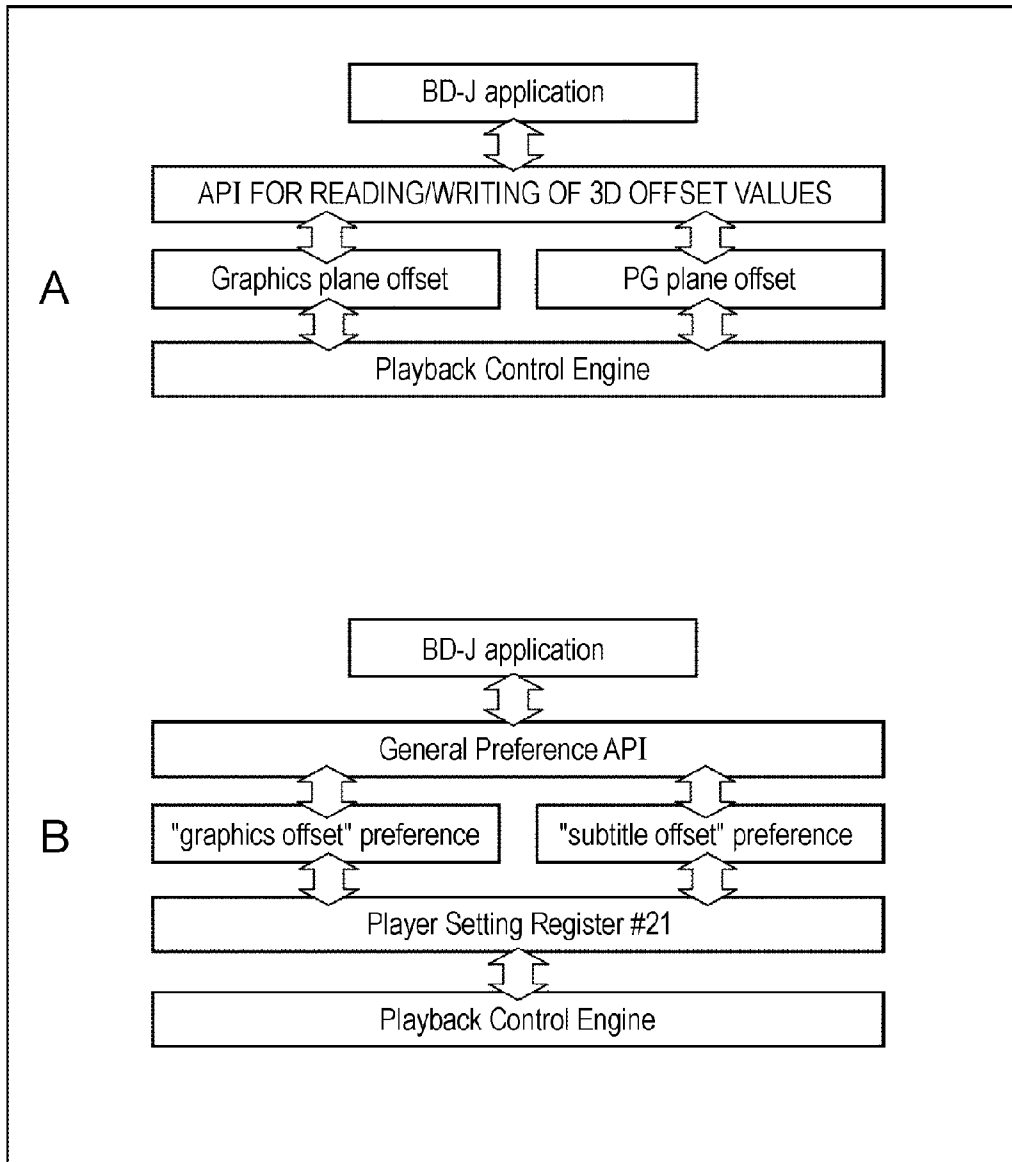 A
BD-J application
API FOR READING/WRITING OF 3D OFFSET VALUES
Graphics plane offset
PG plane offset
Playback Control Engine
B
BD-J application
General Preference API
"graphics offset" preference
"subtitle offset" preference
Player Setting Register #21
Playback Control Engine